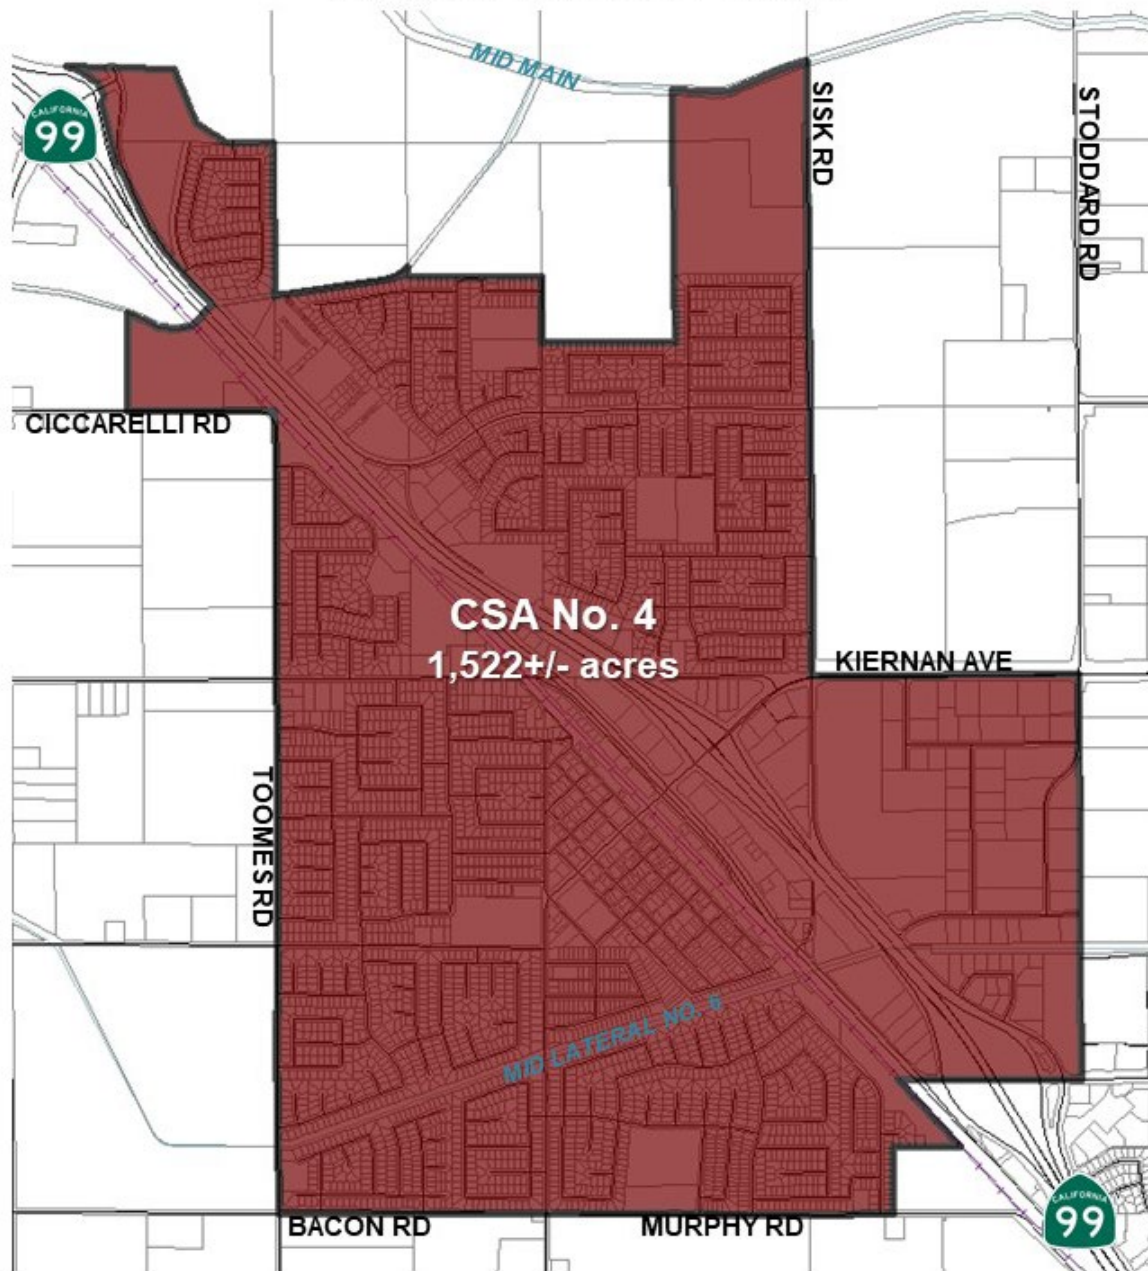 MID MAIN
CALIFORNIA
99
SISK RD
STODDARD RD
CICCARELLI RD
CSA No. 4
1,522+/- acres
KIERNAN AVE
TOOMES RD
MID LATERAL NO. 6
BACON RD
MURPHY RD
CALIFORNIA
99